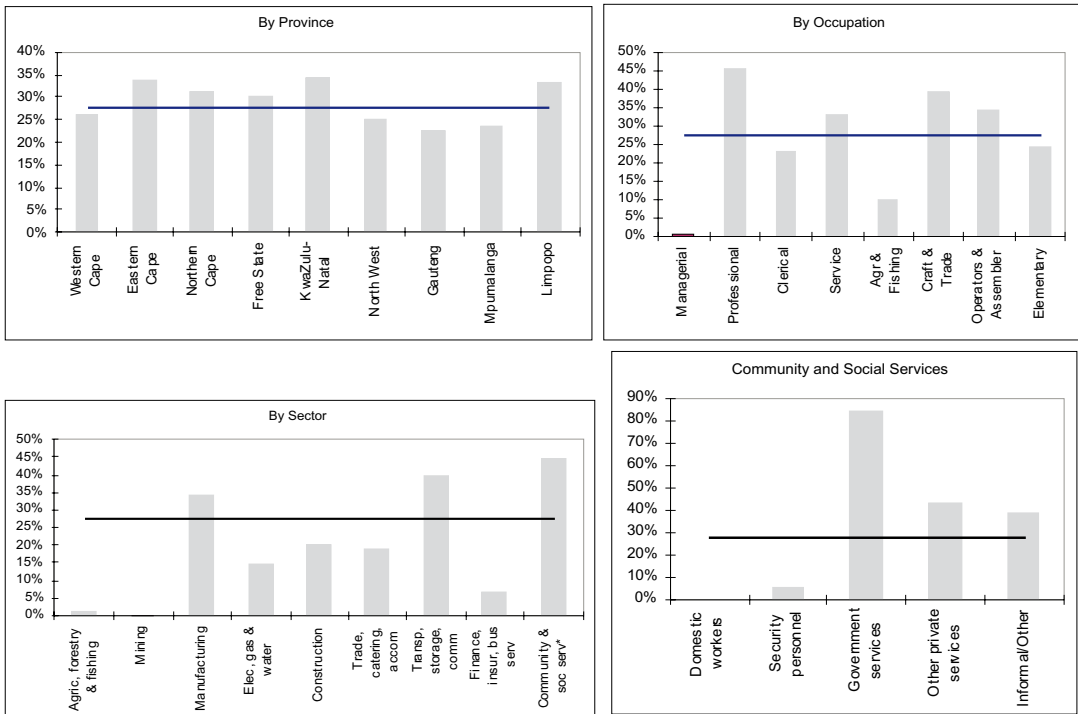 By Province
40%
35%
30%
25%
20%
15%
10%
5%
0%
Western
Cape
Eastern
Cape
Northern
Cape
Free State
KwaZulu-
Natal
North West
Gauteng
Mpumalanga
Limpopo
By Occupation
50%
45%
40%
35%
30%
25%
20%
15%
10%
5%
0%
Managerial
Professional
Clerical
Service
Agr &
Fishing
Craft &
Trade
Operators &
Assembler
Elementary
By Sector
50%
45%
40%
35%
30%
25%
20%
15%
10%
5%
0%
Agric, forestry
& fishing
Mining
Manufacturing
Elec, gas &
water
Construction
Trade,
catering,
accom
Transp,
storage,
comm
Finance,
insur, bus
serv
Community &
soc serv*
Community and Social Services
90%
80%
70%
60%
50%
40%
30%
20%
10%
0%
Domestic
workers
Security
personnel
Government
services
Other private
services
Informal/Other